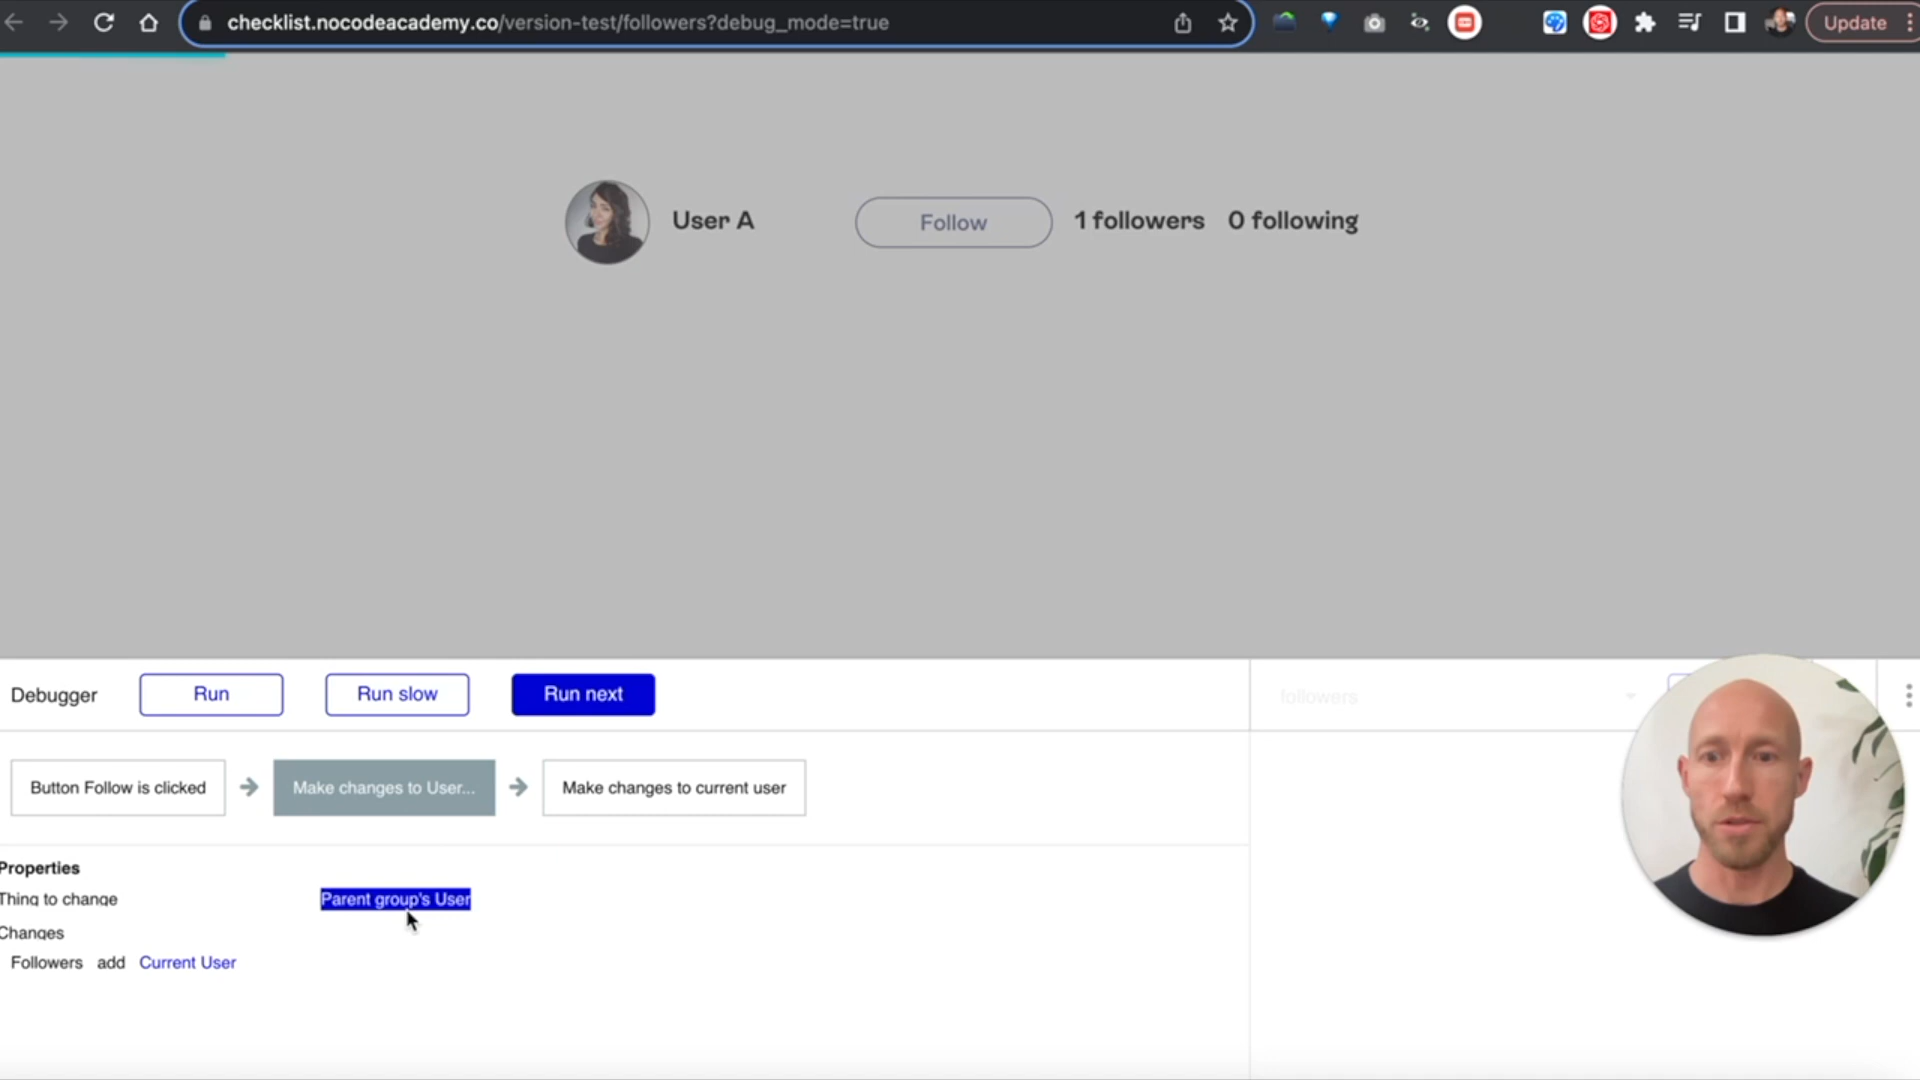 checklist.nocodeacademy.co/version-test/followers?debug_mode=true
Update
User A
Follow
1 followers
0 following
Debugger
Run
Run slow
Run next
followers
Button Follow is clicked
Make changes to User...
Make changes to current user
Properties
Thing to change
Parent group's User
Changes
Followers add Current User